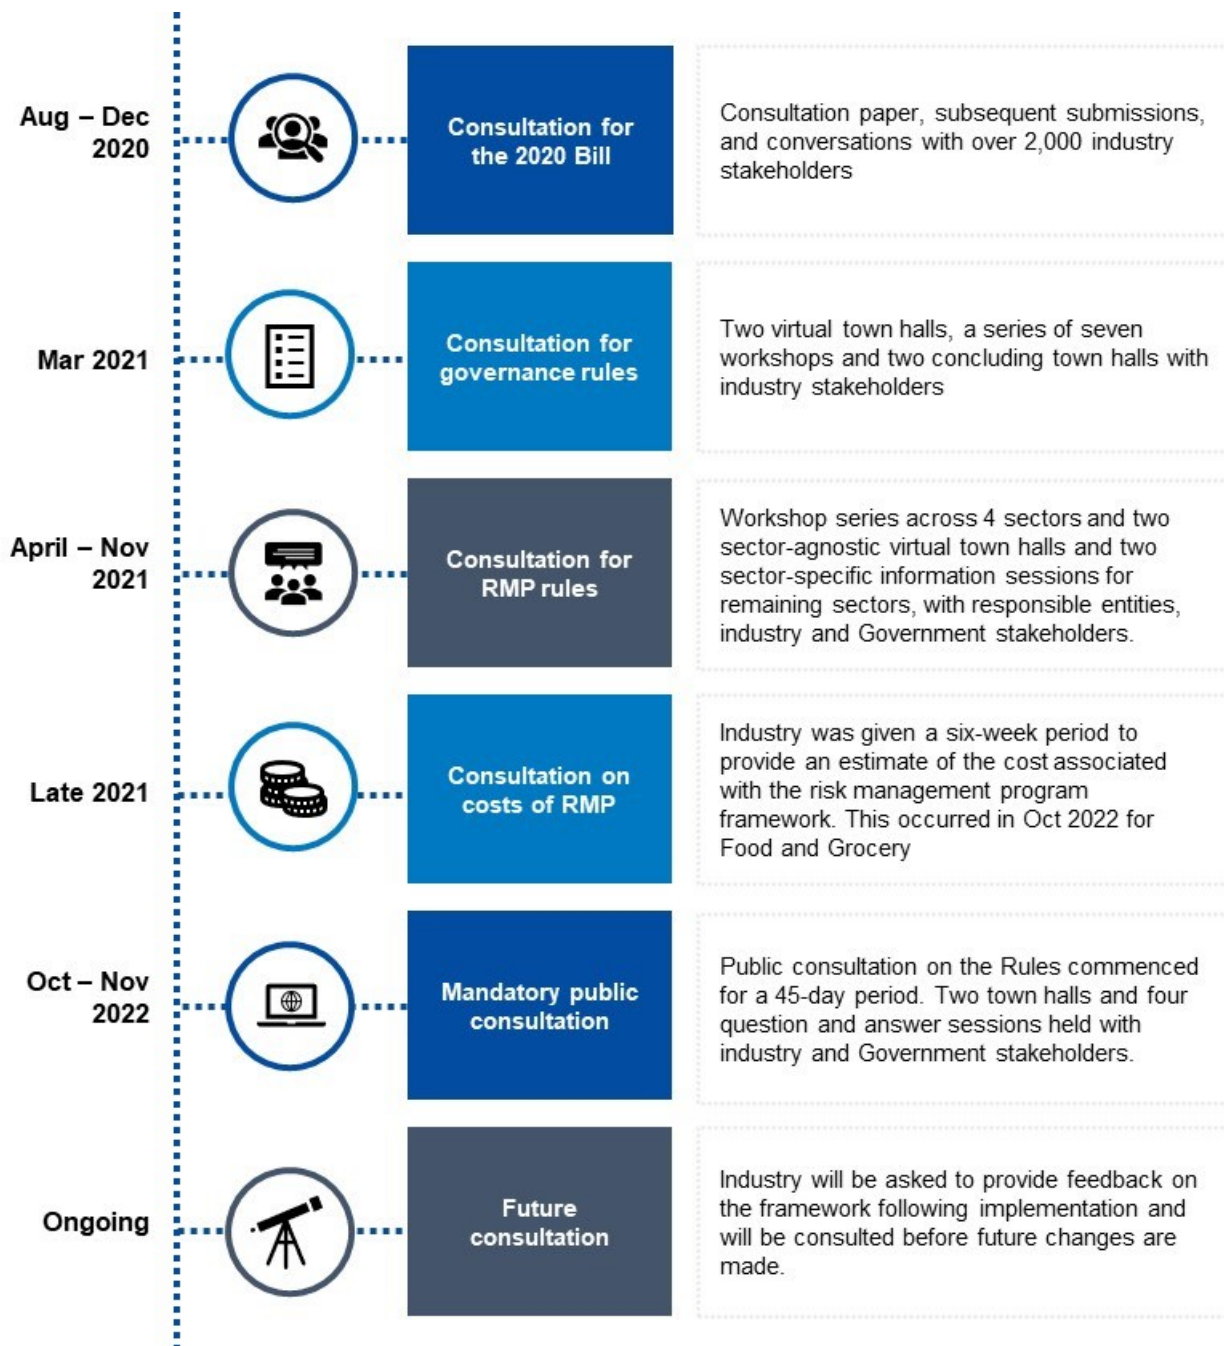 Aug – Dec
2020
Consultation for
the 2020 Bill
Consultation paper, subsequent submissions,
and conversations with over 2,000 industry
stakeholders
Mar 2021
Consultation for
governance rules
Two virtual town halls, a series of seven
workshops and two concluding town halls with
industry stakeholders
April – Nov
2021
Consultation for
RMP rules
Workshop series across 4 sectors and two
sector-agnostic virtual town halls and two
sector-specific information sessions for
remaining sectors, with responsible entities,
industry and Government stakeholders.
Late 2021
Consultation on
costs of RMP
Industry was given a six-week period to
provide an estimate of the cost associated
with the risk management program
framework. This occurred in Oct 2022 for
Food and Grocery
Oct – Nov
2022
Mandatory public
consultation
Public consultation on the Rules commenced
for a 45-day period. Two town halls and four
question and answer sessions held with
industry and Government stakeholders.
Ongoing
Future
consultation
Industry will be asked to provide feedback on
the framework following implementation and
will be consulted before future changes are
made.